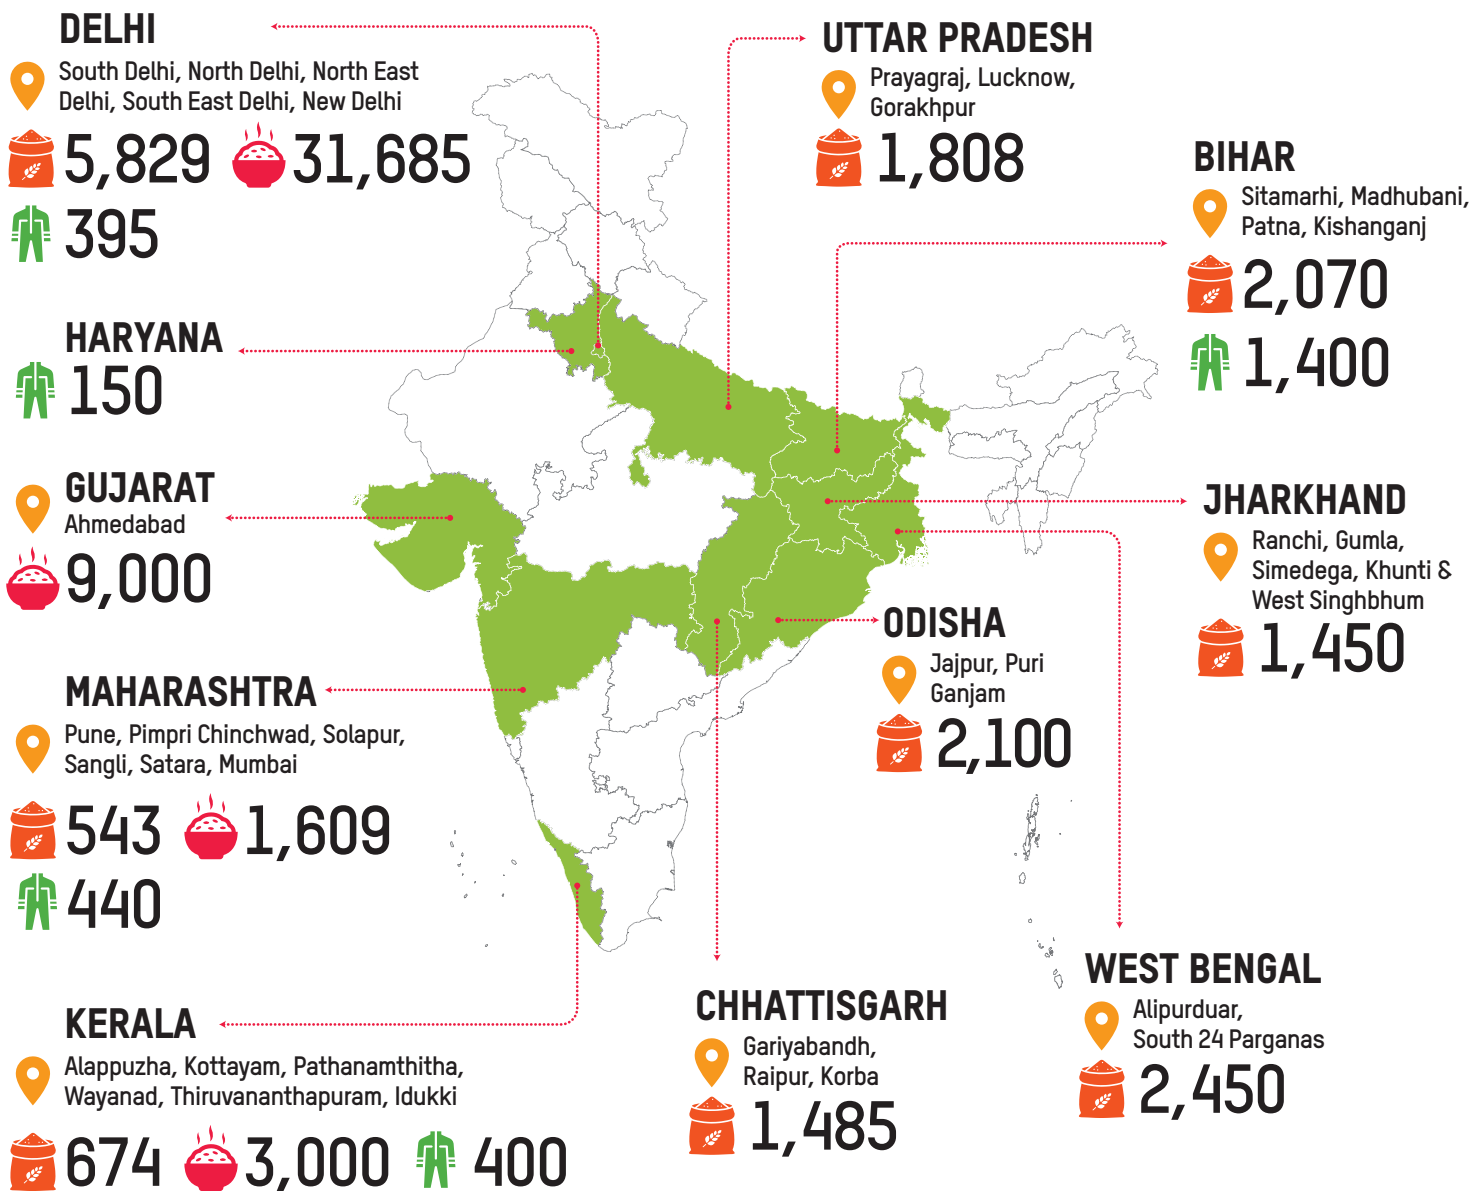 DELHI
South Delhi, North Delhi, North East
Delhi, South East Delhi, New Delhi
5,829 31,685
395
HARYANA
150
GUJARAT
Ahmedabad
9,000
MAHARASHTRA
Pune, Pimpri Chinchwad, Solapur,
Sangli, Satara, Mumbai
543 1,609
440
KERALA
Alappuzha, Kottayam, Pathanamthitha,
Wayanad, Thiruvananthapuram, Idukki
674 3,000 400
UTTAR PRADESH
Prayagraj, Lucknow,
Gorakhpur
1,808
BIHAR
Sitamarhi, Madhubani,
Patna, Kishanganj
2,070
1,400
JHARKHAND
Ranchi, Gumla,
Simedega, Khunti &
West Singhbhum
1,450
ODISHA
Jajpur, Puri
Ganjam
2,100
WEST BENGAL
Alipurduar,
South 24 Parganas
2,450
CHHATTISGARH
Gariyabandh,
Raipur, Korba
1,485